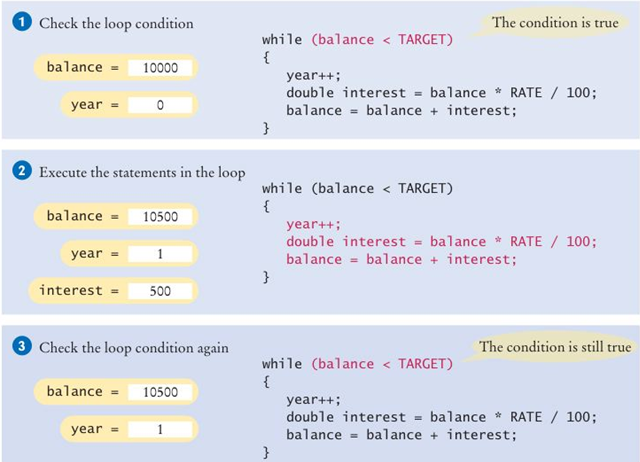 1 Check the loop condition
The condition is true
balance = 10000
year = 0
while (balance < TARGET)
{
year++;
double interest = balance * RATE / 100;
balance = balance + interest;
}
2 Execute the statements in the loop
balance = 10500
year = 1
interest = 500
while (balance < TARGET)
{
year++;
double interest = balance * RATE / 100;
balance = balance + interest;
}
3 Check the loop condition again
The condition is still true
balance = 10500
year = 1
while (balance < TARGET)
{
year++;
double interest = balance * RATE / 100;
balance = balance + interest;
}